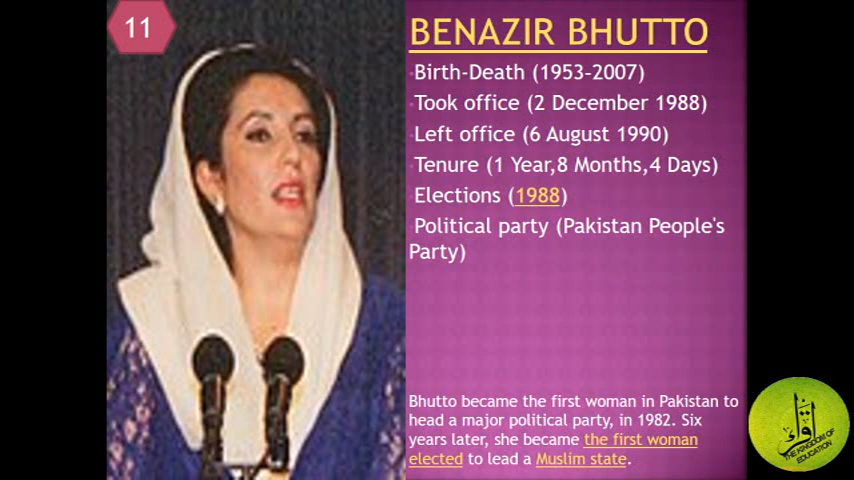 11
BENAZIR BHUTTO
Birth-Death (1953-2007)
Took office (2 December 1988)
Left office (6 August 1990)
Tenure (1 Year,8 Months,4 Days)
Elections (1988)
Political party (Pakistan People's
Party)
Bhutto became the first woman in Pakistan to
head a major political party, in 1982. Six
years later, she became the first woman
elected to lead a Muslim state.
اقرأ
THE KINGDOM OF
EDUCATION